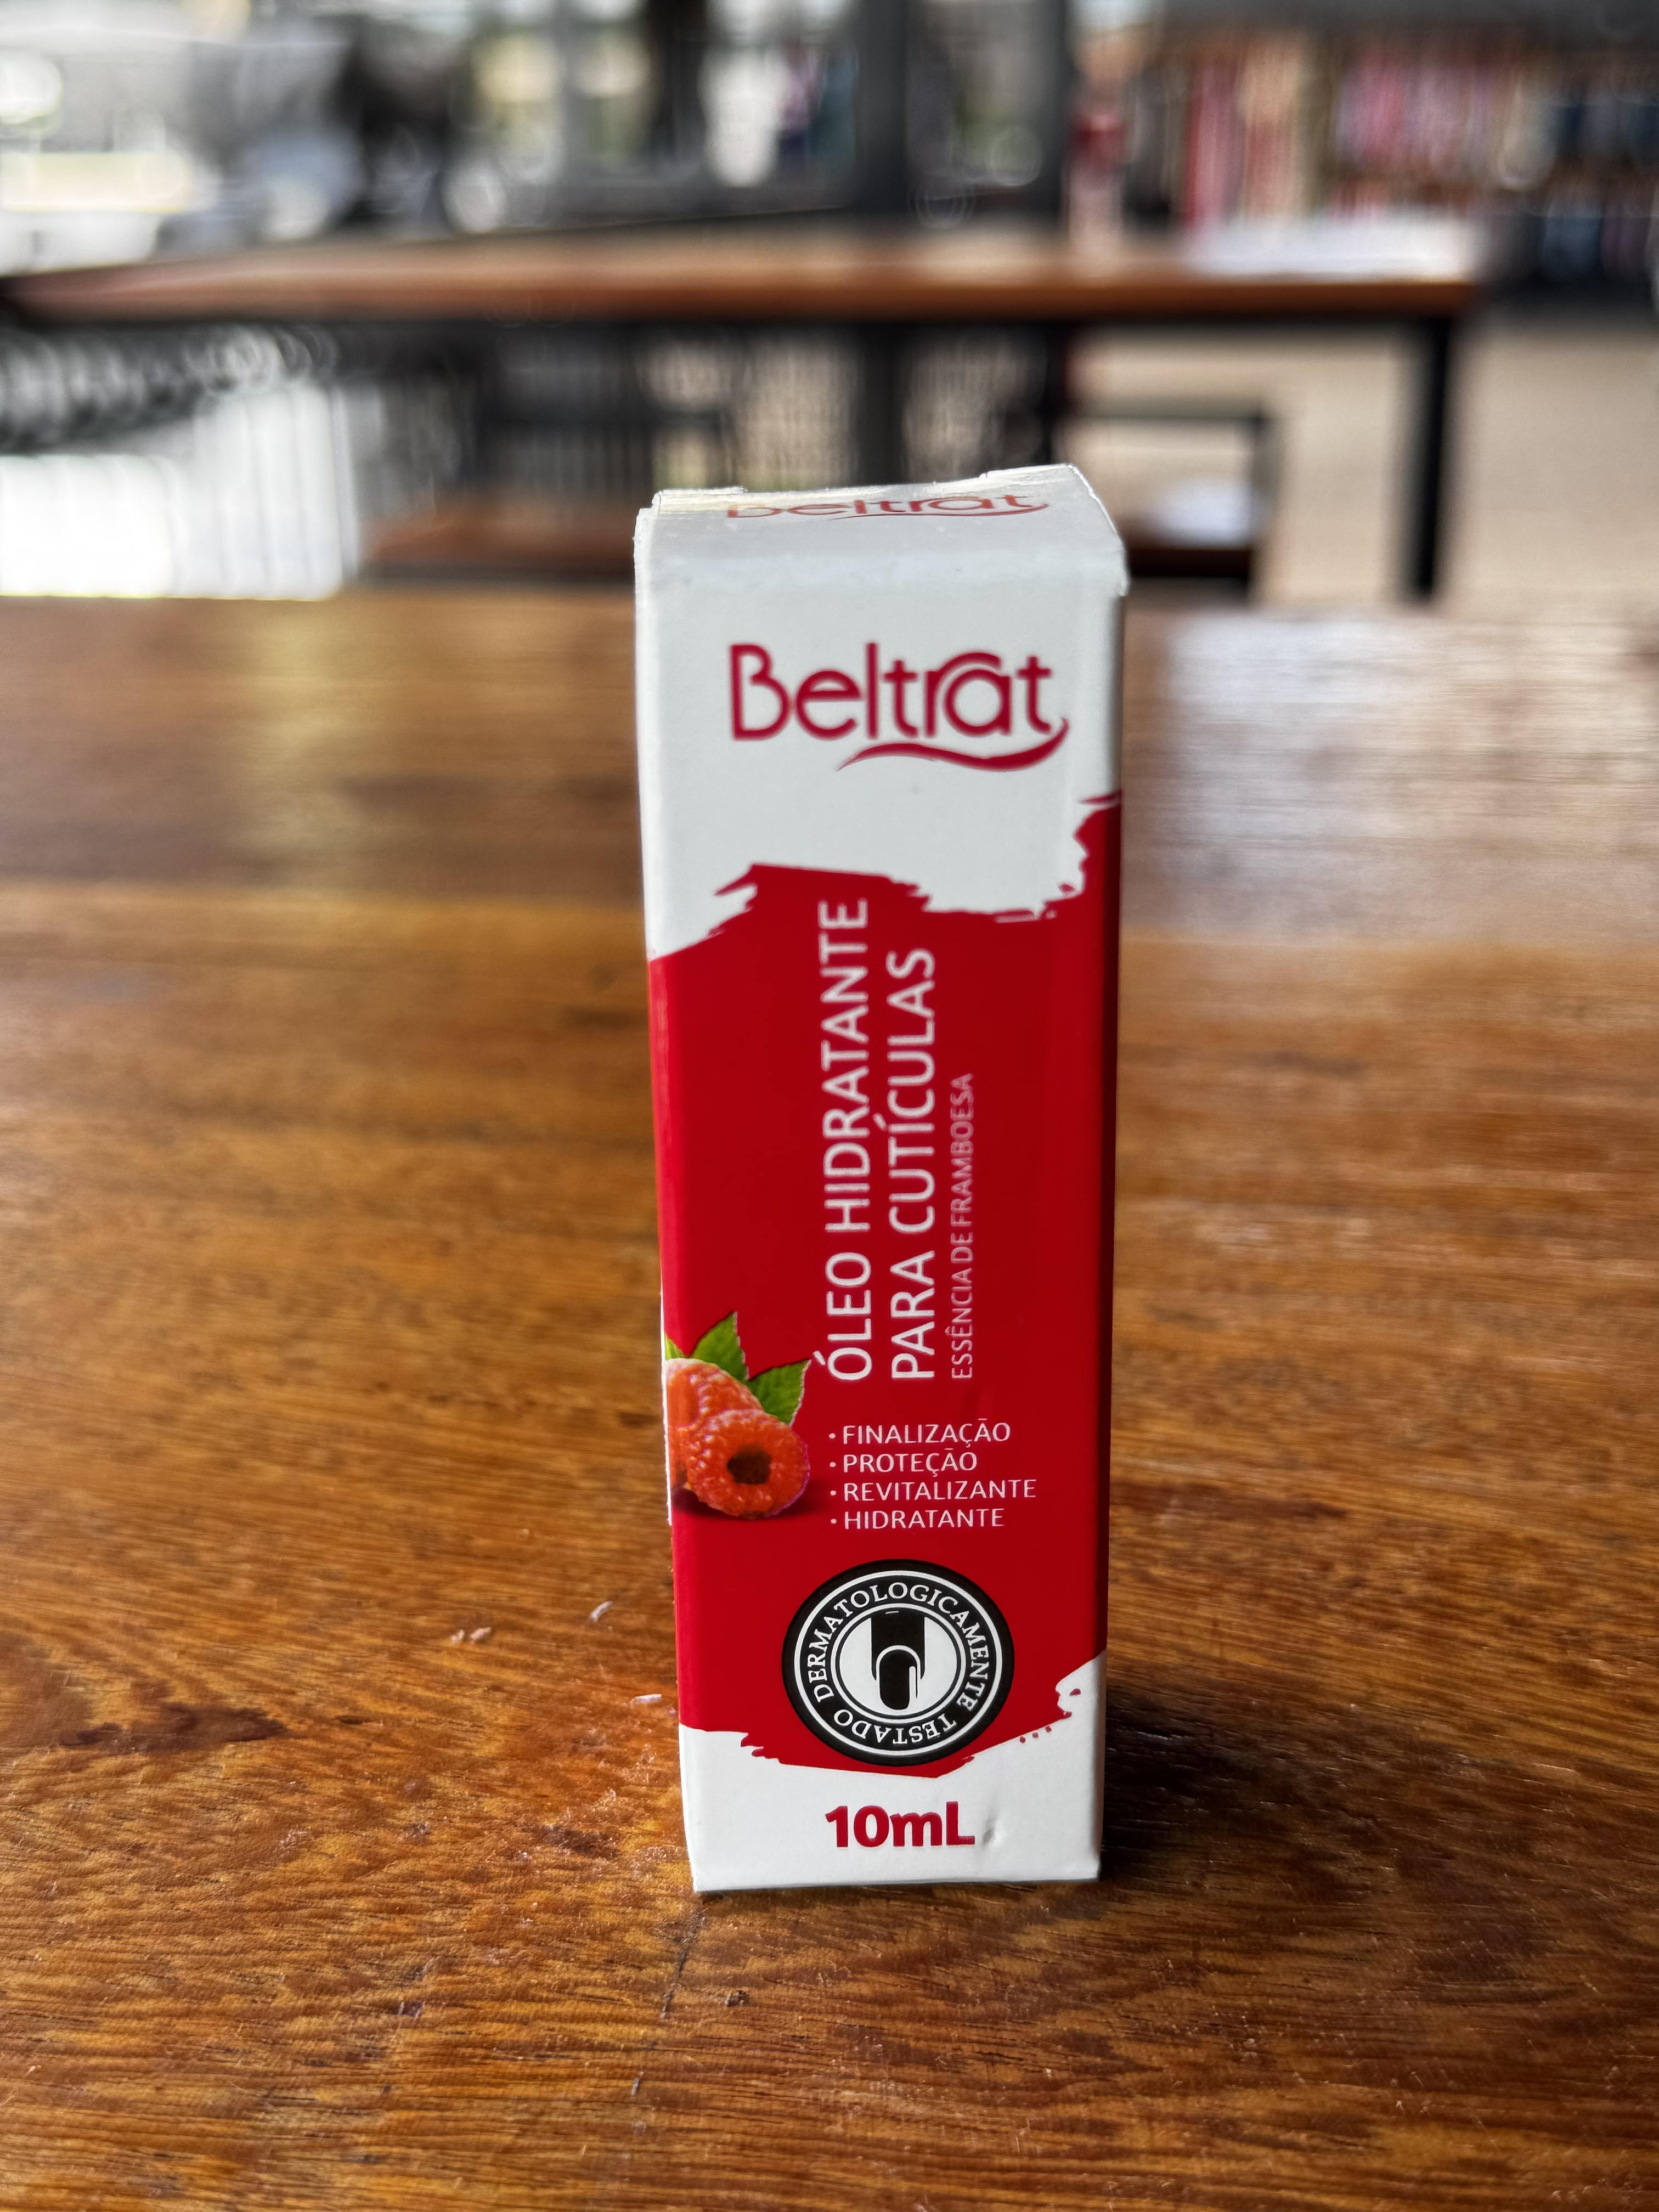 Beltrat
Beltrat
ÓLEO HIDRATANTE
PARA CUTÍCULAS
ESSÊNCIA DE FRAMBOESA
· FINALIZAÇÃO
· PROTEÇÃO
· REVITALIZANTE
· HIDRATANTE
DERMATOLOGICAMENTE TESTADO
10mL